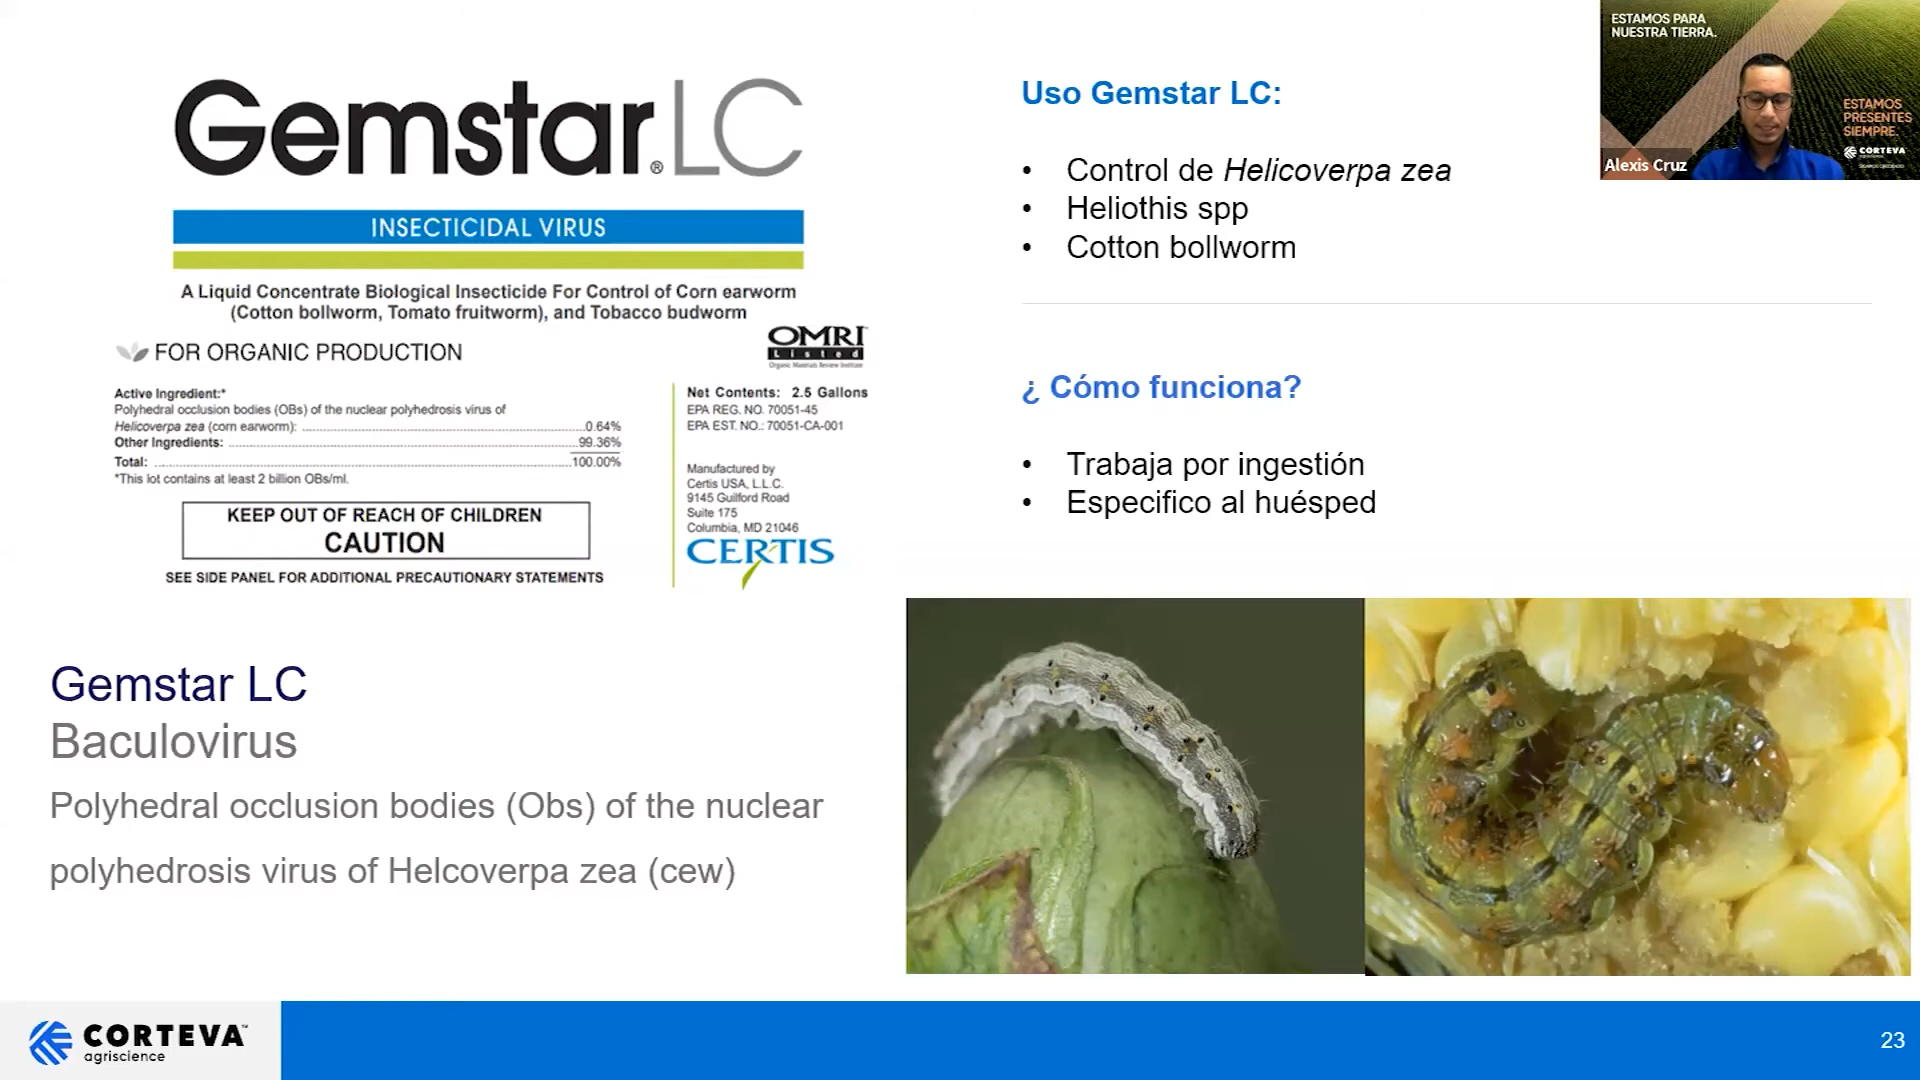 Gemstar® LC
INSECTICIDAL VIRUS
A Liquid Concentrate Biological Insecticide For Control of Corn earworm
(Cotton bollworm, Tomato fruitworm), and Tobacco budworm
FOR ORGANIC PRODUCTION
OMRI
Listed
Organic Materials Review Institute
Active Ingredient:*
Polyhedral occlusion bodies (OBs) of the nuclear polyhedrosis virus of
Helicoverpa zea (corn earworm): 0.64%
Other Ingredients: 99.36%
Total: 100.00%
*This lot contains at least 2 billion OBs/ml.
KEEP OUT OF REACH OF CHILDREN
CAUTION
SEE SIDE PANEL FOR ADDITIONAL PRECAUTIONARY STATEMENTS
Net Contents: 2.5 Gallons
EPA REG. NO. 70051-45
EPA EST. NO.: 70051-CA-001
Manufactured by
Certis USA, L.L.C.
9145 Guilford Road
Suite 175
Columbia, MD 21046
CERTIS
Gemstar LC
Baculovirus
Polyhedral occlusion bodies (Obs) of the nuclear
polyhedrosis virus of Helcoverpa zea (cew)
Uso Gemstar LC:
• Control de Helicoverpa zea
• Heliothis spp
• Cotton bollworm
¿ Cómo funciona?
• Trabaja por ingestión
• Especifico al huésped
ESTAMOS PARA
NUESTRA TIERRA.
ESTAMOS
PRESENTES
SIEMPRE.
CORTEVA
agriscience
Alexis Cruz
CORTEVA™
agriscience
23